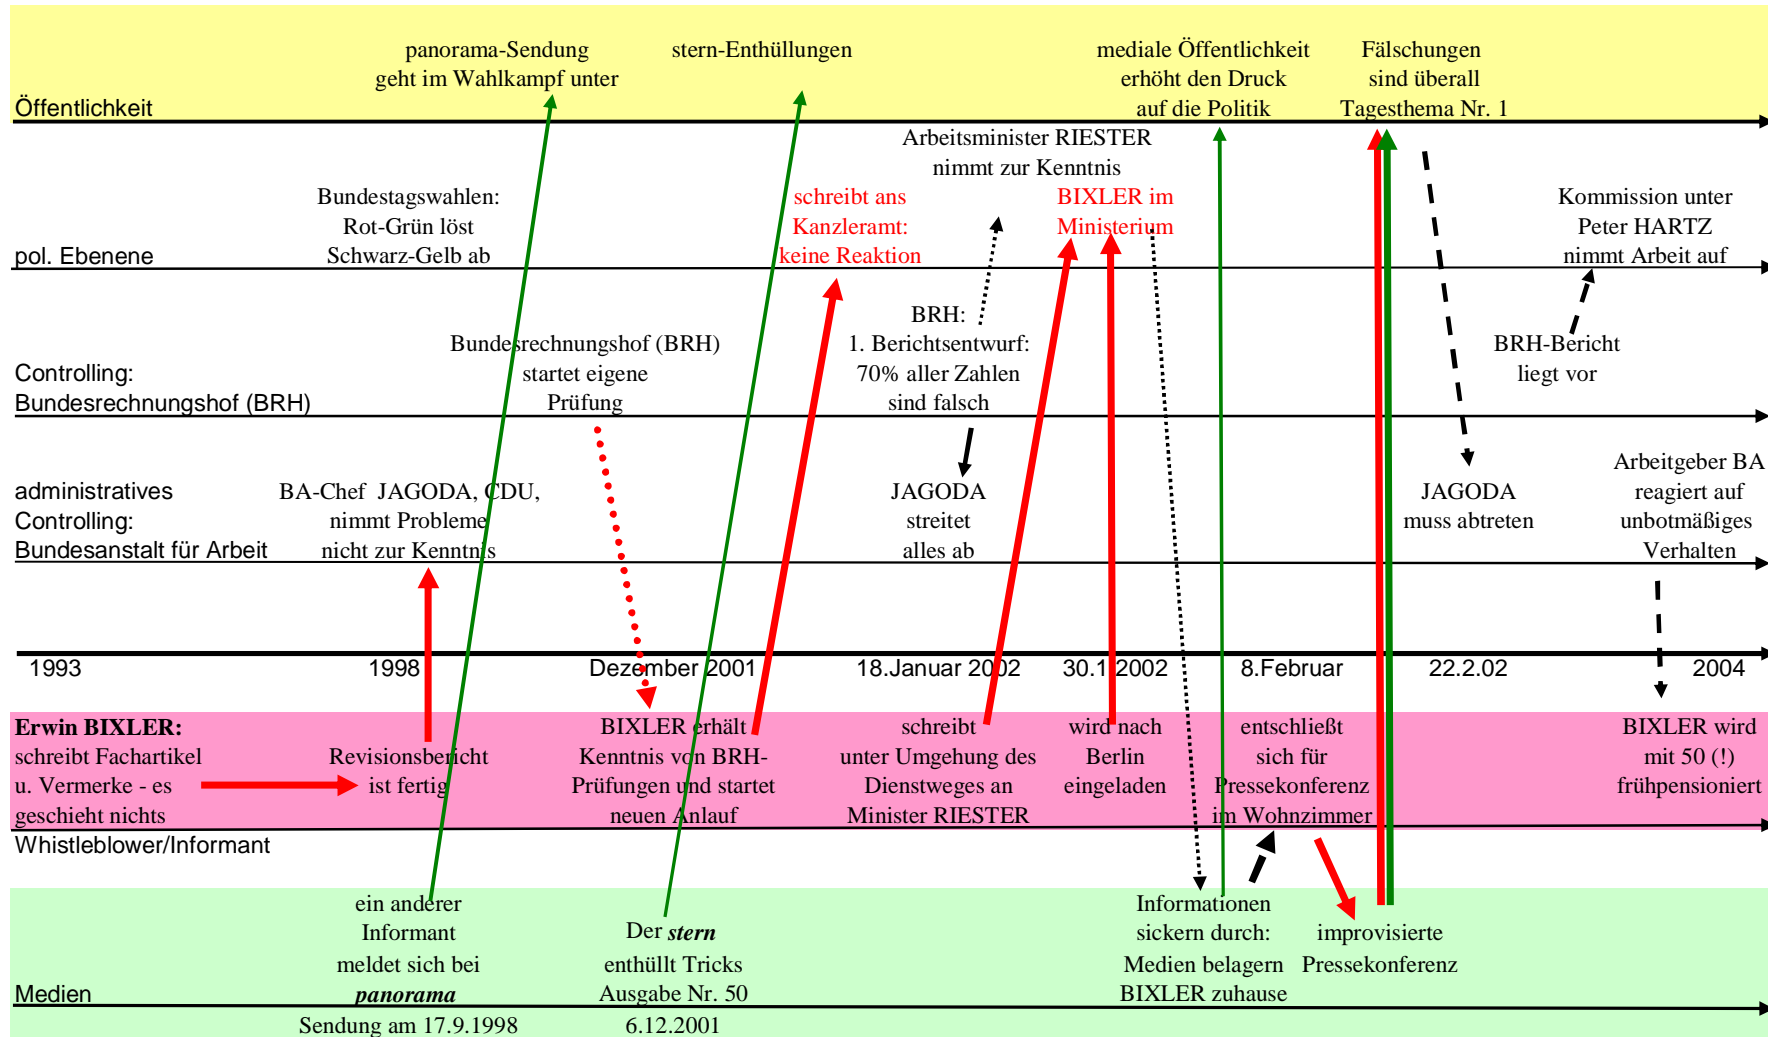 panorama-Sendung
geht im Wahlkampf unter
stern-Enthüllungen
mediale Öffentlichkeit
erhöht den Druck
auf die Politik
Fälschungen
sind überall
Tagesthema Nr. 1
Öffentlichkeit
Arbeitsminister RIESTER
nimmt zur Kenntnis
Bundestagswahlen:
Rot-Grün löst
Schwarz-Gelb ab
schreibt ans
Kanzleramt:
keine Reaktion
BIXLER im
Ministerium
Kommission unter
Peter HARTZ
nimmt Arbeit auf
pol. Ebenene
Bundesrechnungshof (BRH)
startet eigene
Prüfung
BRH:
1. Berichtsentwurf:
70% aller Zahlen
sind falsch
BRH-Bericht
liegt vor
Controlling:
Bundesrechnungshof (BRH)
administratives
Controlling:
Bundesanstalt für Arbeit
BA-Chef JAGODA, CDU,
nimmt Probleme
nicht zur Kenntnis
JAGODA
streitet
alles ab
JAGODA
muss abtreten
Arbeitgeber BA
reagiert auf
unbotmäßiges
Verhalten
1993
1998
Dezember 2001
18.Januar 2002
30.1.2002
8.Februar
22.2.02
2004
Erwin BIXLER:
schreibt Fachartikel
u. Vermerke - es
geschieht nichts
Revisionsbericht
ist fertig
BIXLER erhält
Kenntnis von BRH-
Prüfungen und startet
neuen Anlauf
schreibt
unter Umgehung des
Dienstweges an
Minister RIESTER
wird nach
Berlin
eingeladen
entschließt
sich für
Pressekonferenz
im Wohnzimmer
BIXLER wird
mit 50 (!)
frühpensioniert
Whistleblower/Informant
ein anderer
Informant
meldet sich bei
panorama
Sendung am 17.9.1998
Der stern
enthüllt Tricks
Ausgabe Nr. 50
6.12.2001
Informationen
sickern durch:
Medien belagern
BIXLER zuhause
improvisierte
Pressekonferenz
Medien